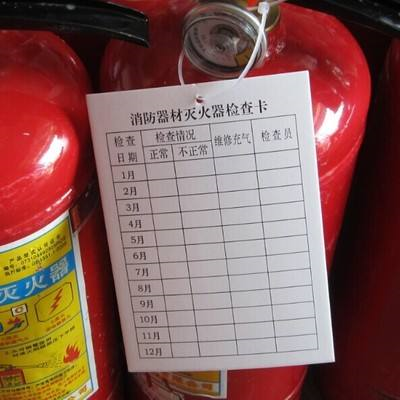 消防器材灭火器检查卡
检查日期 检查情况 维修充气 检查员
正常 不正常
1月
2月
3月
4月
5月
6月
7月
8月
9月
10月
11月
12月
灭火器